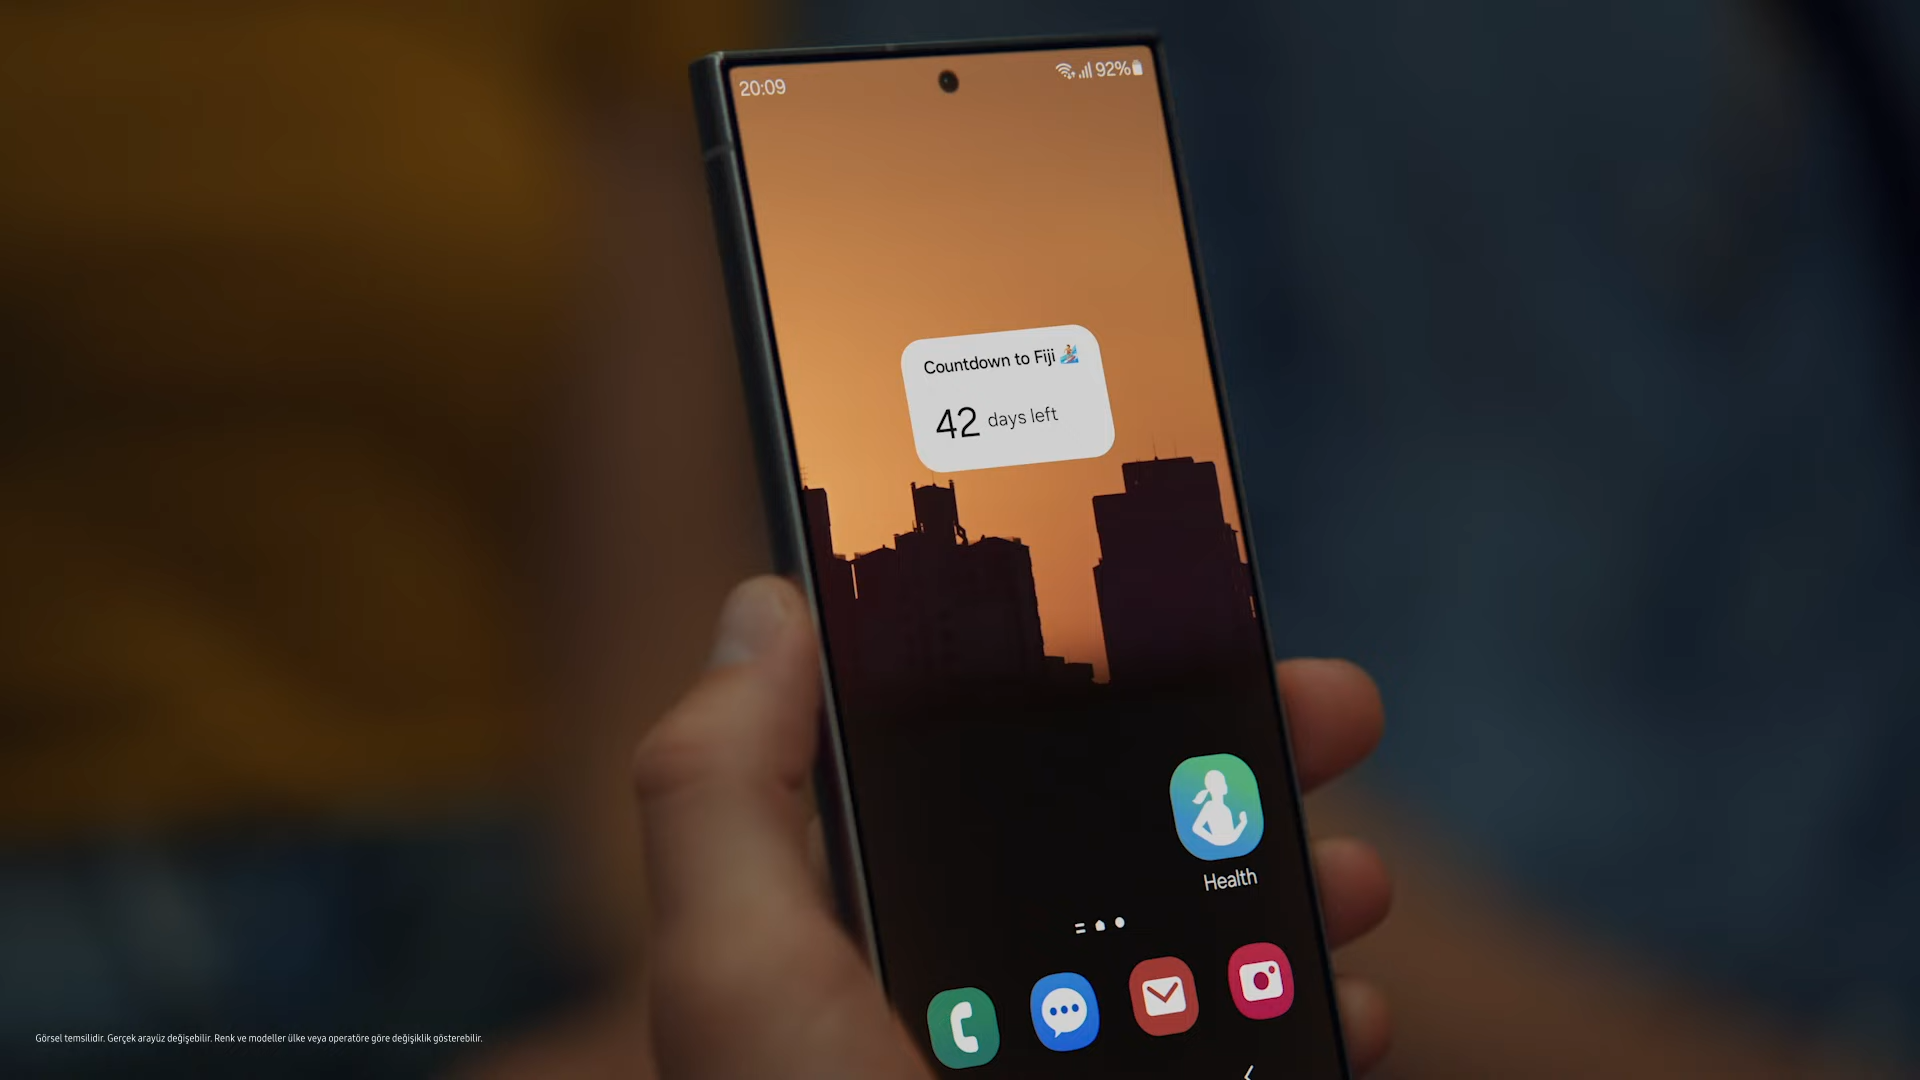 20:09
92%
Countdown to Fiji
42 days left
Health
Görsel temsilidir. Gerçek arayüz değişebilir. Renk ve modeller ülke veya operatöre göre değişiklik gösterebilir.